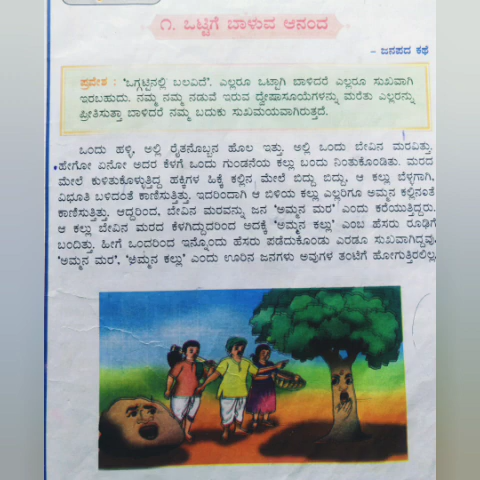 ೧. ಒಟ್ಟಿಗೆ ಬಾಳುವ ಆನಂದ
– ಜನಪದ ಕಥೆ
ಪ್ರವೇಶ : 'ಒಗ್ಗಟ್ಟಿನಲ್ಲಿ ಬಲವಿದೆ'. ಎಲ್ಲರೂ ಒಟ್ಟಾಗಿ ಬಾಳಿದರೆ ಎಲ್ಲರೂ ಸುಖವಾಗಿ
ಇರಬಹುದು. ನಮ್ಮ ನಮ್ಮ ನಡುವೆ ಇರುವ ದ್ವೇಷಾಸೂಯೆಗಳನ್ನು ಮರೆತು ಎಲ್ಲರನ್ನು
ಪ್ರೀತಿಸುತ್ತಾ ಬಾಳಿದರೆ ನಮ್ಮ ಬದುಕು ಸುಖಮಯವಾಗಿರುತ್ತದೆ.
ಒಂದು ಹಳ್ಳಿ, ಅಲ್ಲಿ ರೈತನೊಬ್ಬನ ಹೊಲ ಇತ್ತು. ಅಲ್ಲಿ ಒಂದು ಬೇವಿನ ಮರವಿತ್ತು.
ಹೇಗೋ ಏನೋ ಅದರ ಕೆಳಗೆ ಒಂದು ಗುಂಡನೆಯ ಕಲ್ಲು ಬಂದು ನಿಂತುಕೊಂಡಿತು. ಮರದ
ಮೇಲೆ ಕುಳಿತುಕೊಳ್ಳುತ್ತಿದ್ದ ಹಕ್ಕಿಗಳ ಹಿಕ್ಕೆ ಕಲ್ಲಿನ ಮೇಲೆ ಬಿದ್ದು ಬಿದ್ದು, ಆ ಕಲ್ಲು ಬೆಳ್ಳಗಾಗಿ,
ವಿಭೂತಿ ಬಳಿದಂತೆ ಕಾಣಿಸುತ್ತಿತ್ತು. ಇದರಿಂದಾಗಿ ಆ ಬಿಳಿಯ ಕಲ್ಲು ಎಲ್ಲರಿಗೂ ಅಮ್ಮನ ಕಲ್ಲಿನಂತೆ
ಕಾಣಿಸುತ್ತಿತ್ತು. ಆದ್ದರಿಂದ, ಬೇವಿನ ಮರವನ್ನು ಜನ 'ಅಮ್ಮನ ಮರ' ಎಂದು ಕರೆಯುತ್ತಿದ್ದರು.
ಆ ಕಲ್ಲು ಬೇವಿನ ಮರದ ಕೆಳಗಿದ್ದುದರಿಂದ ಅದಕ್ಕೆ 'ಅಮ್ಮನ ಕಲ್ಲು' ಎಂಬ ಹೆಸರು ರೂಢಿಗೆ
ಬಂದಿತ್ತು. ಹೀಗೆ ಒಂದರಿಂದ ಇನ್ನೊಂದು ಹೆಸರು ಪಡೆದುಕೊಂಡು ಎರಡೂ ಸುಖವಾಗಿದ್ದವು.
'ಅಮ್ಮನ ಮರ', 'ಅಮ್ಮನ ಕಲ್ಲು' ಎಂದು ಊರಿನ ಜನಗಳು ಅವುಗಳ ತಂಟೆಗೆ ಹೋಗುತ್ತಿರಲಿಲ್ಲ.